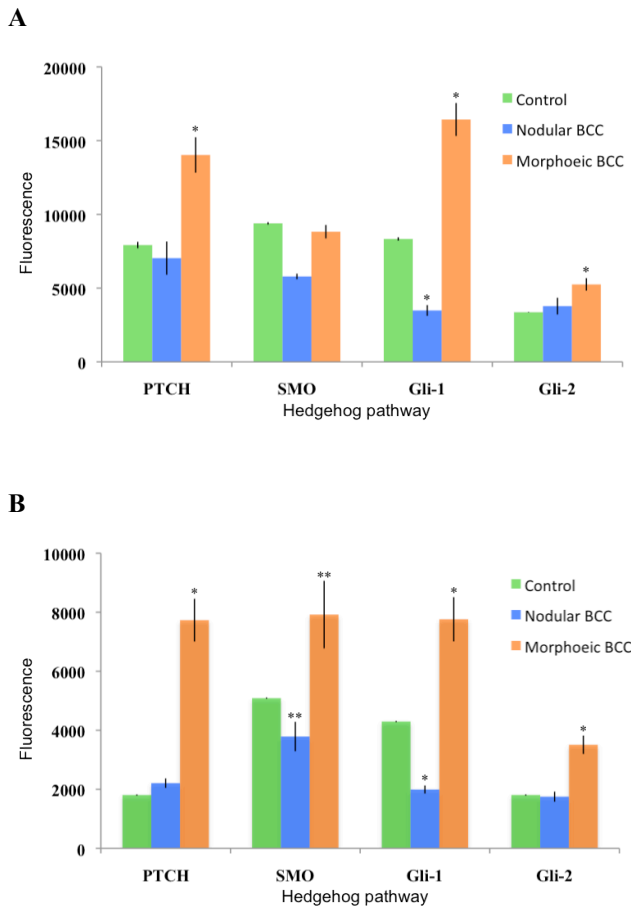 A
20000
15000
10000
5000
0
Fluorescence
Control
Nodular BCC
Morphoeic BCC
*
*
*
*
PTCH SMO Gli-1 Gli-2
Hedgehog pathway
B
10000
8000
6000
4000
2000
0
Fluorescence
Control
Nodular BCC
Morphoeic BCC
*
**
**
*
*
*
PTCH SMO Gli-1 Gli-2
Hedgehog pathway